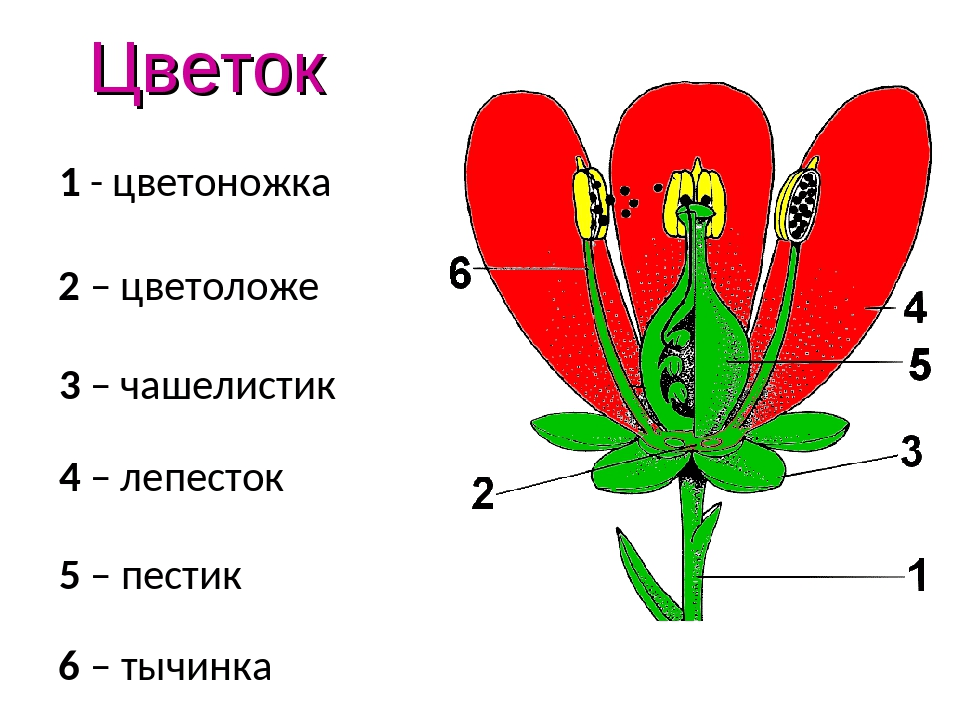 Цветок
1 - цветоножка
2 – цветоложе
3 – чашелистик
4 – лепесток
5 – пестик
6 – тычинка
6
4
5
3
2
1